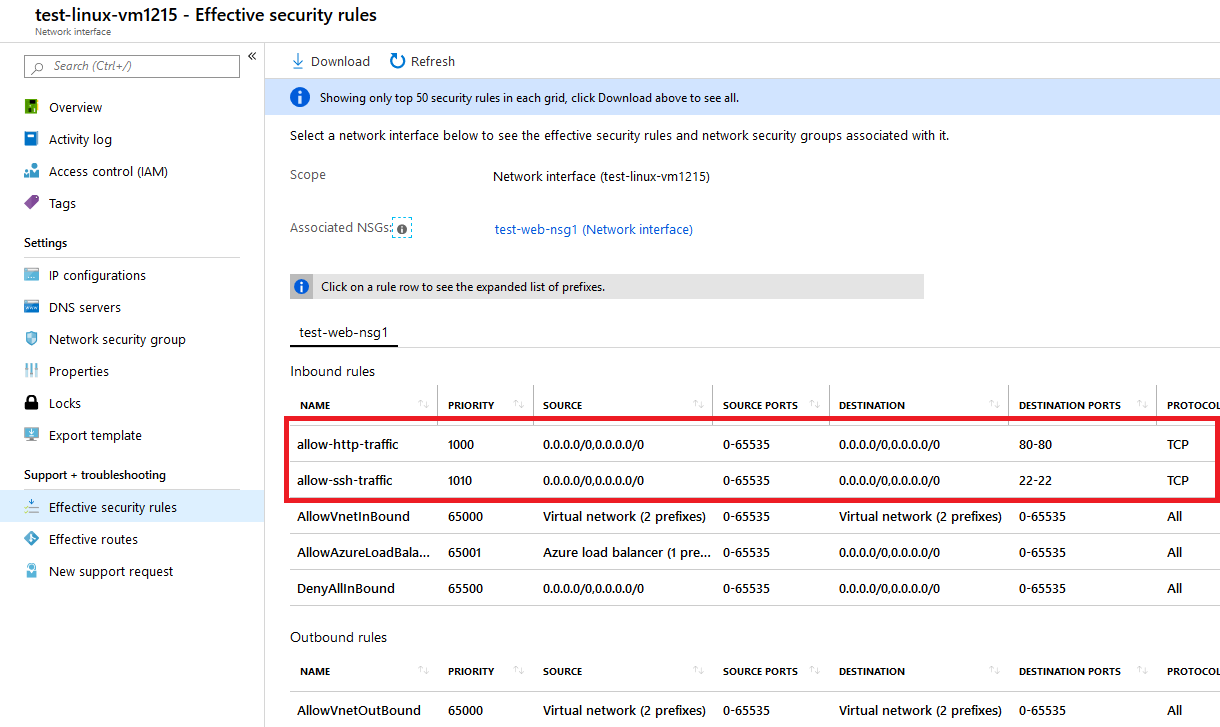 test-linux-vm1215 - Effective security rules
Network interface
Search (Ctrl+/)
«
Overview
Activity log
Access control (IAM)
Tags
Settings
IP configurations
DNS servers
Network security group
Properties
Locks
Export template
Support + troubleshooting
Effective security rules
Effective routes
New support request
Download Refresh
Showing only top 50 security rules in each grid, click Download above to see all.
Select a network interface below to see the effective security rules and network security groups associated with it.
Scope Network interface (test-linux-vm1215)
Associated NSGs: test-web-nsg1 (Network interface)
Click on a rule row to see the expanded list of prefixes.
test-web-nsg1
Inbound rules
NAME PRIORITY SOURCE SOURCE PORTS DESTINATION DESTINATION PORTS PROTOCOL
allow-http-traffic 1000 0.0.0.0/0,0.0.0.0/0 0-65535 0.0.0.0/0,0.0.0.0/0 80-80 TCP
allow-ssh-traffic 1010 0.0.0.0/0,0.0.0.0/0 0-65535 0.0.0.0/0,0.0.0.0/0 22-22 TCP
AllowVnetInBound 65000 Virtual network (2 prefixes) 0-65535 Virtual network (2 prefixes) 0-65535 All
AllowAzureLoadBala... 65001 Azure load balancer (1 pre... 0-65535 0.0.0.0/0,0.0.0.0/0 0-65535 All
DenyAllInBound 65500 0.0.0.0/0,0.0.0.0/0 0-65535 0.0.0.0/0,0.0.0.0/0 0-65535 All
Outbound rules
NAME PRIORITY SOURCE SOURCE PORTS DESTINATION DESTINATION PORTS PROTOCOL
AllowVnetOutBound 65000 Virtual network (2 prefixes) 0-65535 Virtual network (2 prefixes) 0-65535 All